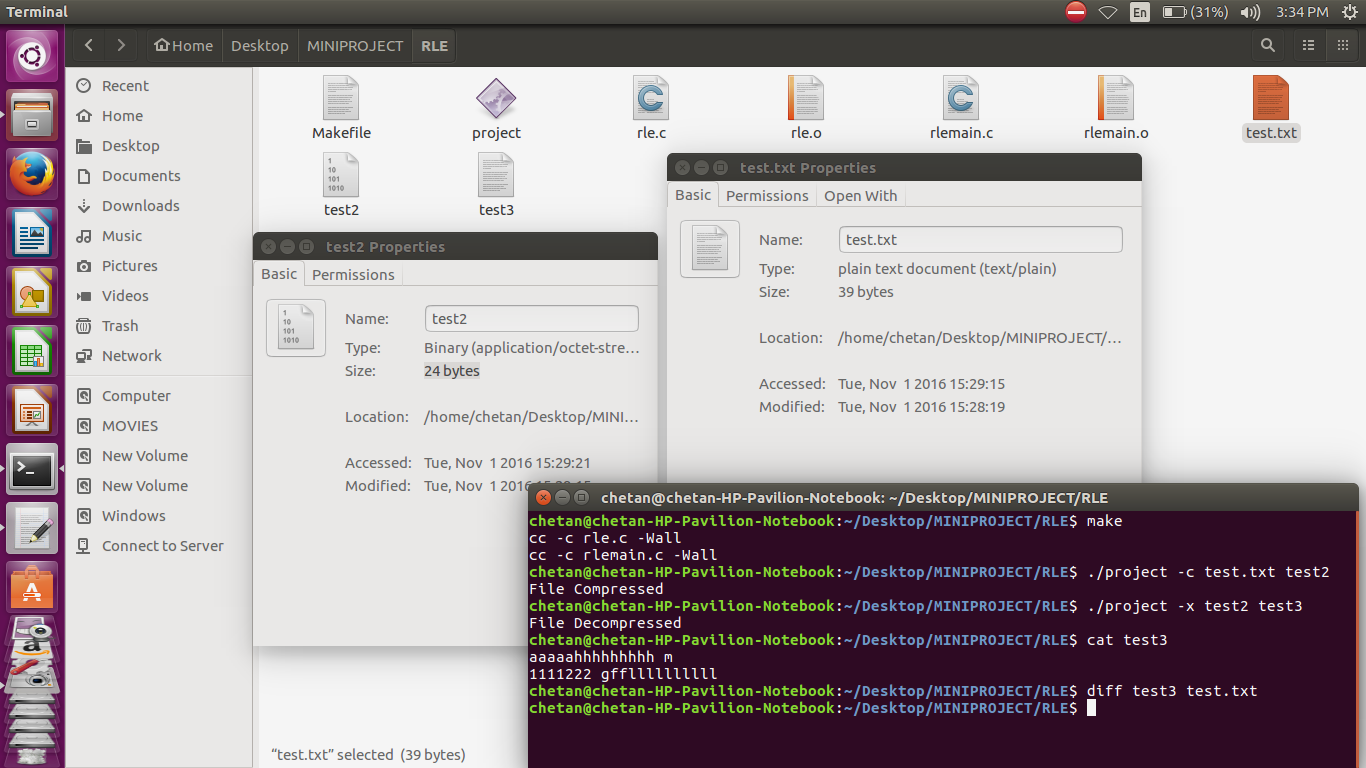 Terminal
En (31%) 3:34 PM
Home Desktop MINIPROJECT RLE
Recent
Home
Desktop
Documents
Downloads
Music
Pictures
Videos
Trash
Network
Computer
MOVIES
New Volume
New Volume
Windows
Connect to Server
Makefile project rle.c rle.o rlemain.c rlemain.o test.txt
test2 test3
test2 Properties
Basic Permissions
Name: test2
Type: Binary (application/octet-stre…
Size: 24 bytes
Location: /home/chetan/Desktop/MINI…
Accessed: Tue, Nov 1 2016 15:29:21
Modified: Tue, Nov 1 2016
test.txt Properties
Basic Permissions Open With
Name: test.txt
Type: plain text document (text/plain)
Size: 39 bytes
Location: /home/chetan/Desktop/MINIPROJECT/…
Accessed: Tue, Nov 1 2016 15:29:15
Modified: Tue, Nov 1 2016 15:28:19
chetan@chetan-HP-Pavilion-Notebook: ~/Desktop/MINIPROJECT/RLE
chetan@chetan-HP-Pavilion-Notebook:~/Desktop/MINIPROJECT/RLE$ make
cc -c rle.c -Wall
cc -c rlemain.c -Wall
chetan@chetan-HP-Pavilion-Notebook:~/Desktop/MINIPROJECT/RLE$ ./project -c test.txt test2
File Compressed
chetan@chetan-HP-Pavilion-Notebook:~/Desktop/MINIPROJECT/RLE$ ./project -x test2 test3
File Decompressed
chetan@chetan-HP-Pavilion-Notebook:~/Desktop/MINIPROJECT/RLE$ cat test3
aaaaahhhhhhhhh m
1111222 gffllllllllll
chetan@chetan-HP-Pavilion-Notebook:~/Desktop/MINIPROJECT/RLE$ diff test3 test.txt
chetan@chetan-HP-Pavilion-Notebook:~/Desktop/MINIPROJECT/RLE$
“test.txt” selected (39 bytes)